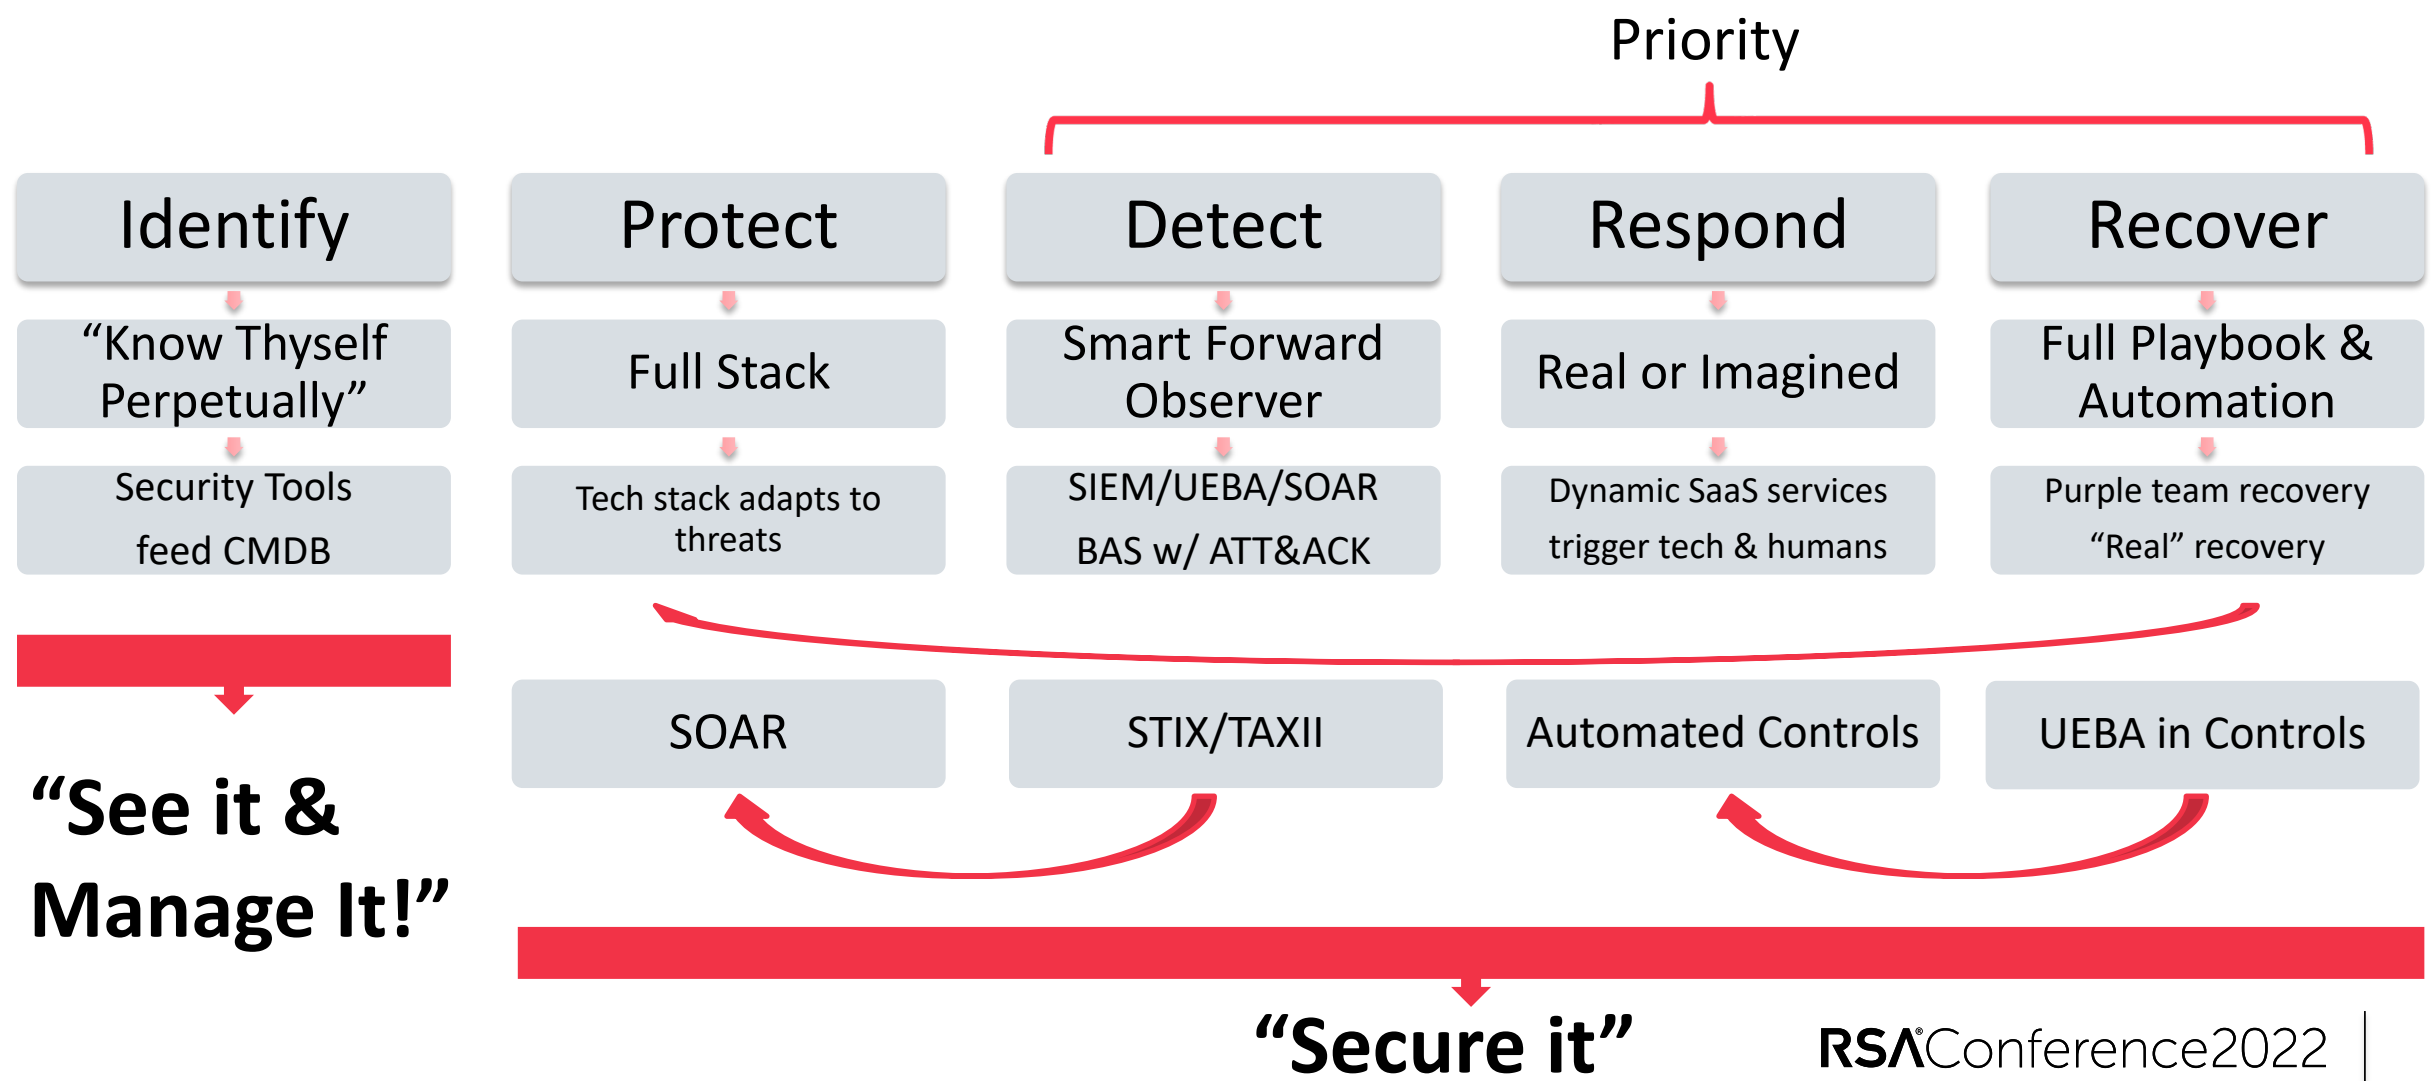 Priority
Identify
Protect
Detect
Respond
Recover
“Know Thyself
Perpetually”
Full Stack
Smart Forward
Observer
Real or Imagined
Full Playbook &
Automation
Security Tools
feed CMDB
Tech stack adapts to
threats
SIEM/UEBA/SOAR
BAS w/ ATT&ACK
Dynamic SaaS services
trigger tech & humans
Purple team recovery
“Real” recovery
SOAR
STIX/TAXII
Automated Controls
UEBA in Controls
“See it &
Manage It!”
“Secure it”
RSA®Conference2022